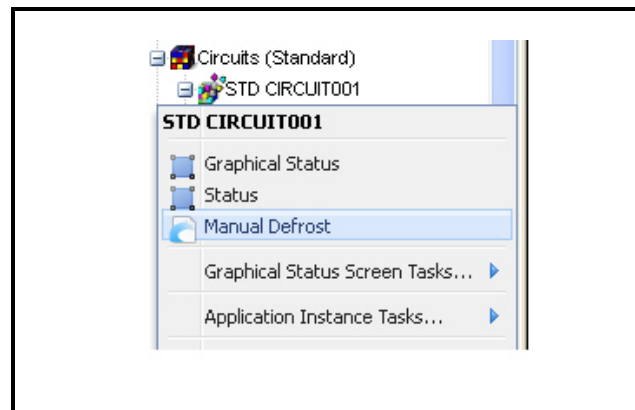 Circuits (Standard)
STD CIRCUIT001
STD CIRCUIT001
Graphical Status
Status
Manual Defrost
Graphical Status Screen Tasks...
Application Instance Tasks...